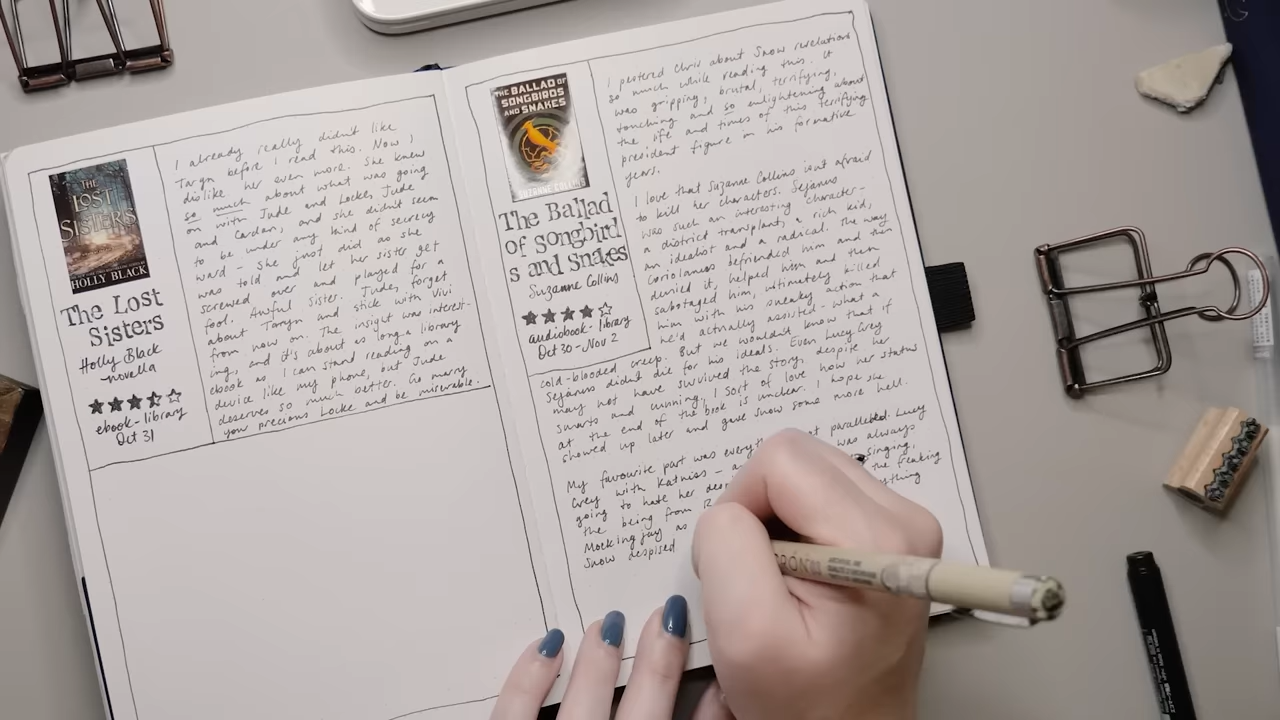 THE
LOST
SISTERS
HOLLY BLACK
The Lost
Sisters
Holly Black
-novella
ebook-library
Oct 31
I already really didn't like
Taryn before I read this. Now, I
dislike her even more. She knew
so much about what was going
on with Jude and Locke, Jude
and Cardan, and she didn't seem
to be under any kind of secrecy
ward - she just did as she
was told and let her sister get
screwed over and played for a
fool. Awful sister. Jude, forget
about Taryn and stick with Vivi
from now on. The insight was interest-
ing, and it's about as long a library
ebook as I can stand reading on a
device like my phone, but Jude
deserves so much better. Go marry
your precious Locke and be miserable.
THE BALLAD OF
SONGBIRDS
AND SNAKES
SUZANNE COLLINS
The Ballad
of Songbird
s and Snakes
Suzanne Collins
audiobook-library
Oct 30-Nov 2
I pestered Chris about Snow revelations
so much while reading this. It
was gripping, brutal, terrifying,
touching and so enlightening about
the life and times of this terrifying
president figure in his formative
years.
I love that Suzanne Collins isn't afraid
to kill her characters. Sejanus
was such an interesting character-
a district transplant, a rich kid,
an idealist and a radical. The way
Coriolanus befriended him and then
denied it, helped him and then
sabotaged him, ultimately killed
him with his sneaky action that
he'd actually assisted - what a
cold-blooded creep. But we wouldn't know that if
Sejanus didn't die for his ideals. Even Lucy Grey
may not have survived the story, despite her
smarts and cunning; I sort of love how her status
at the end of the book is unclear. I hope she
showed up later and gave Snow some more hell.
My favourite part was everyth ot paralleled. Lucy
Grey with Katniss - a was always
going to hate her des singing,
the being from the freaking
Mockingjay as ything
Snow despised